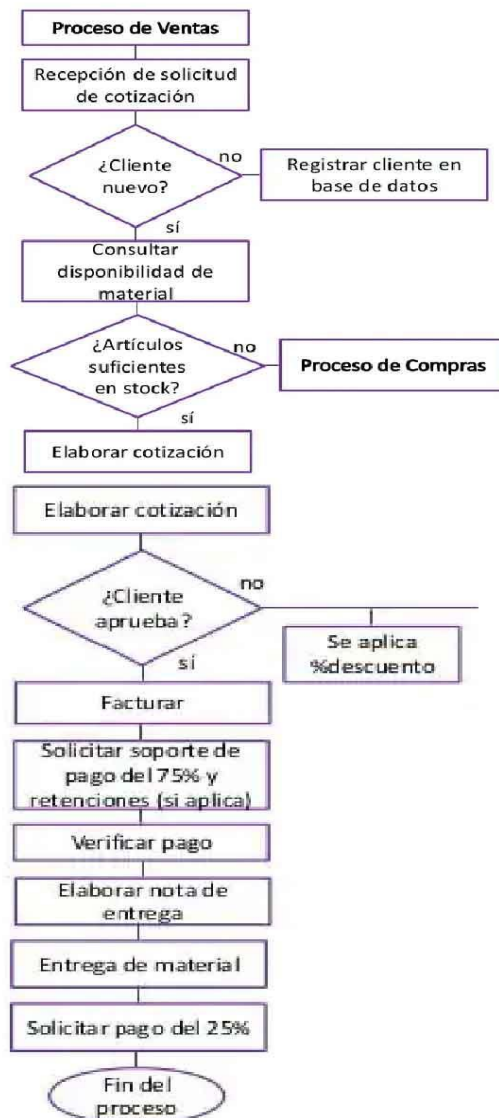 Proceso de Ventas
Recepción de solicitud
de cotización
¿Cliente
nuevo?
no
Registrar cliente en
base de datos
sí
Consultar
disponibilidad de
material
¿Artículos
suficientes
en stock?
no
Proceso de Compras
sí
Elaborar cotización
Elaborar cotización
¿Cliente
aprueba?
no
Se aplica
%descuento
sí
Facturar
Solicitar soporte de
pago del 75% y
retenciones (si aplica)
Verificar pago
Elaborar nota de
entrega
Entrega de material
Solicitar pago del 25%
Fin del
proceso